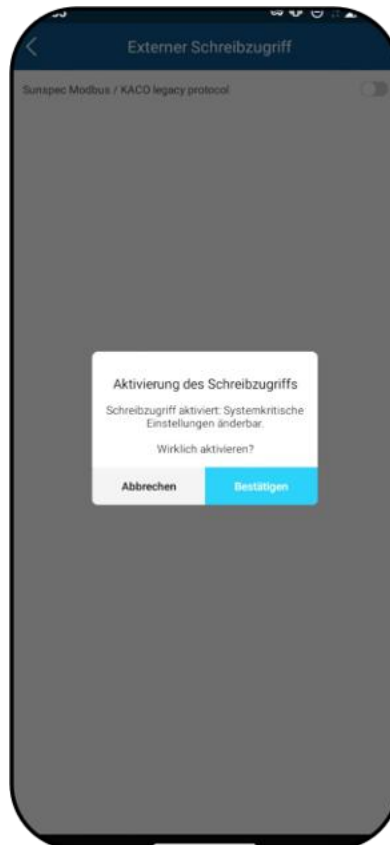 Externer Schreibzugriff
Sunspec Modbus / KACO legacy protocol
Aktivierung des Schreibzugriffs
Schreibzugriff aktiviert: Systemkritische
Einstellungen änderbar.
Wirklich aktivieren?
Abbrechen
Bestätigen